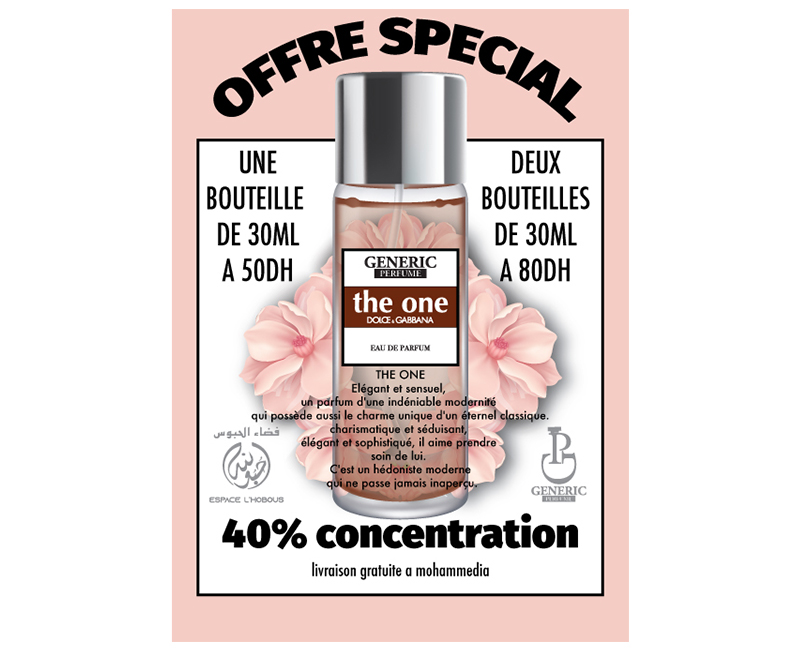 OFFRE SPECIAL
UNE
BOUTEILLE
DE 30ML
A 50DH
DEUX
BOUTEILLES
DE 30ML
A 80DH
GENERIC
PERFUME
the one
DOLCE & GABBANA
EAU DE PARFUM
THE ONE
Elégant et sensuel,
un parfum d'une indéniable modernité
qui possède aussi le charme unique d'un éternel classique.
charismatique et séduisant,
élégant et sophistiqué, il aime prendre
soin de lui.
C'est un hédoniste moderne
qui ne passe jamais inaperçu.
فضاء الحبوس
ESPACE L'HOBOUS
GENERIC
PERFUME
40% concentration
livraison gratuite a mohammedia